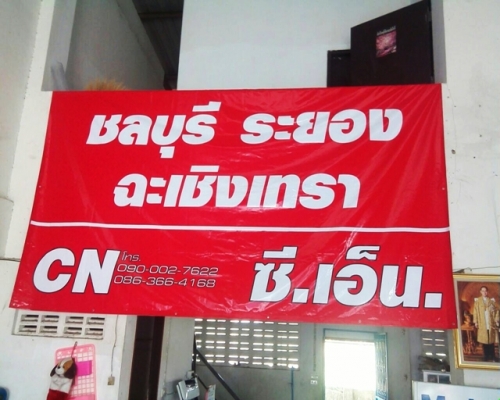 ชลบุรี ระยอง
ฉะเชิงเทรา
CN โทร. ซี.เอ็น.
090-002-7622
086-366-4168